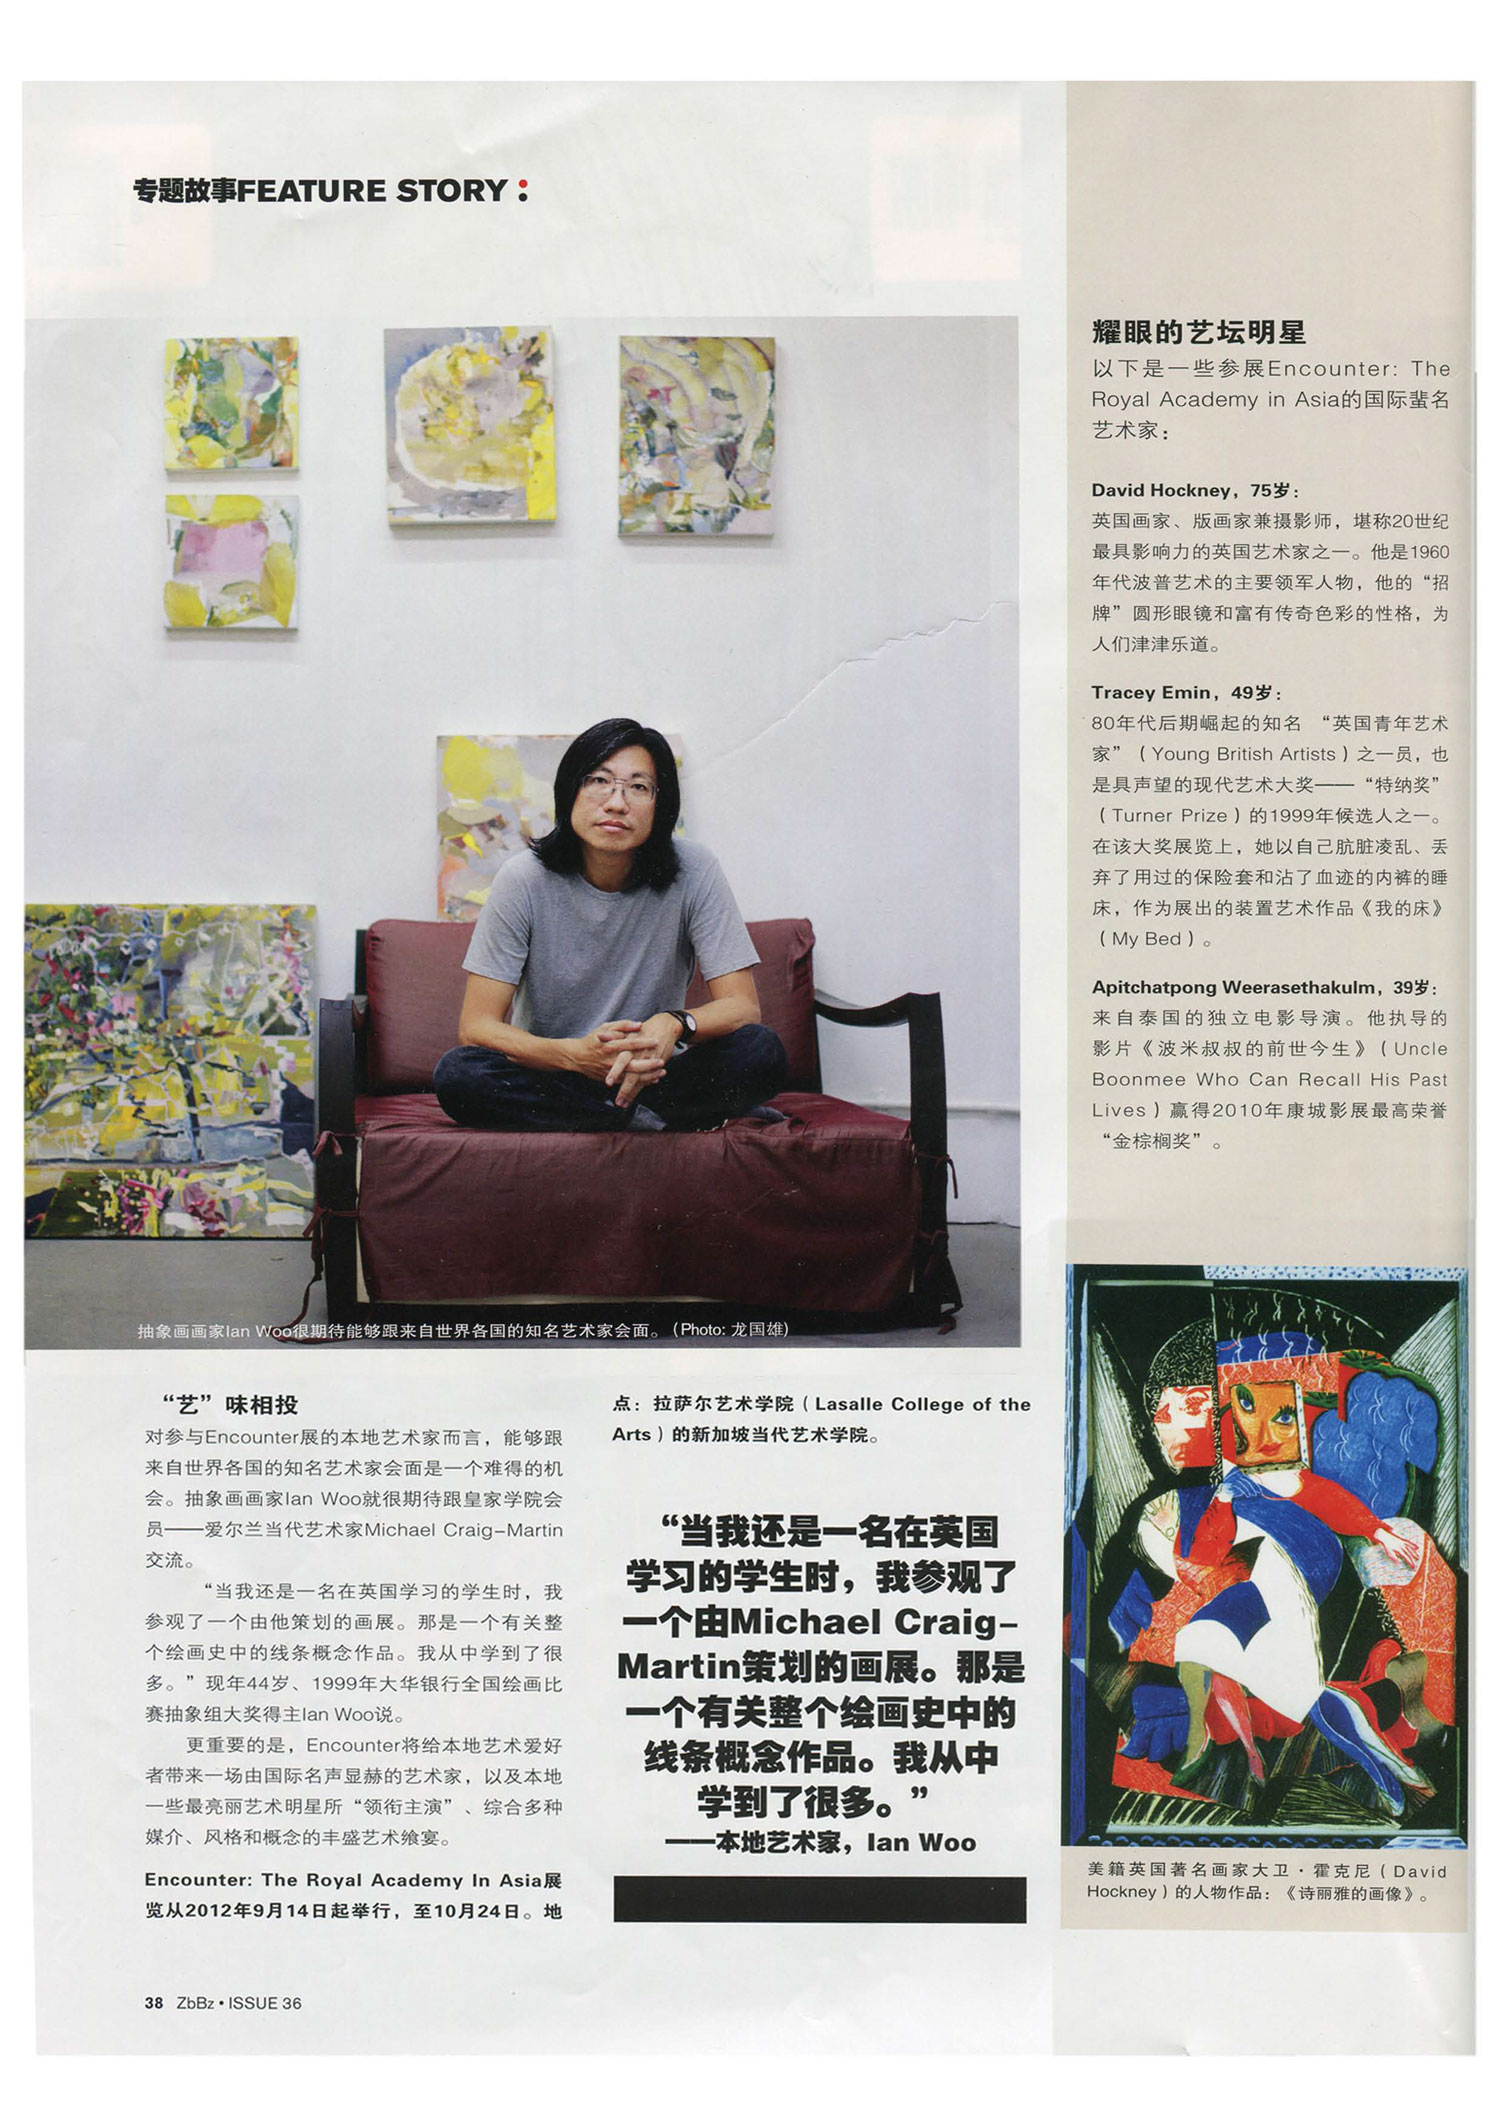 专题故事FEATURE STORY：
抽象画画家Ian Woo很期待能够跟来自世界各国的知名艺术家会面。（Photo: 龙国雄）
“艺”味相投
对参与Encounter展的本地艺术家而言，能够跟
来自世界各国的知名艺术家会面是一个难得的机
会。抽象画画家Ian Woo就很期待跟皇家学院会
员——爱尔兰当代艺术家Michael Craig-Martin
交流。
“当我还是一名在英国学习的学生时，我
参观了一个由他策划的画展。那是一个有关整
个绘画史中的线条概念作品。我从中学到了很
多。”现年44岁、1999年大华银行全国绘画比
赛抽象组大奖得主Ian Woo说。
更重要的是，Encounter将给本地艺术爱好
者带来一场由国际名声显赫的艺术家，以及本地
一些最亮丽艺术明星所“领衔主演”、综合多种
媒介、风格和概念的丰盛艺术飨宴。
Encounter: The Royal Academy In Asia展
览从2012年9月14日起举行，至10月24日。地
点：拉萨尔艺术学院（Lasalle College of the
Arts）的新加坡当代艺术学院。
“当我还是一名在英国
学习的学生时，我参观了
一个由Michael Craig-
Martin策划的画展。那是
一个有关整个绘画史中的
线条概念作品。我从中
学到了很多。”
——本地艺术家，Ian Woo
耀眼的艺坛明星
以下是一些参展Encounter: The
Royal Academy in Asia的国际蜚名
艺术家：
David Hockney，75岁：
英国画家、版画家兼摄影师，堪称20世纪
最具影响力的英国艺术家之一。他是1960
年代波普艺术的主要领军人物，他的“招
牌”圆形眼镜和富有传奇色彩的性格，为
人们津津乐道。
Tracey Emin，49岁：
80年代后期崛起的知名 “英国青年艺术
家”（Young British Artists）之一员，也
是具声望的现代艺术大奖——“特纳奖”
（Turner Prize）的1999年候选人之一。
在该大奖展览上，她以自己肮脏凌乱、丢
弃了用过的保险套和沾了血迹的内裤的睡
床，作为展出的装置艺术作品《我的床》
（My Bed）。
Apitchatpong Weerasethakulm，39岁：
来自泰国的独立电影导演。他执导的
影片《波米叔叔的前世今生》（Uncle
Boonmee Who Can Recall His Past
Lives）赢得2010年康城影展最高荣誉
“金棕榈奖”。
美籍英国著名画家大卫·霍克尼（David
Hockney）的人物作品：《诗丽雅的画像》。
38 ZbBz • ISSUE 36